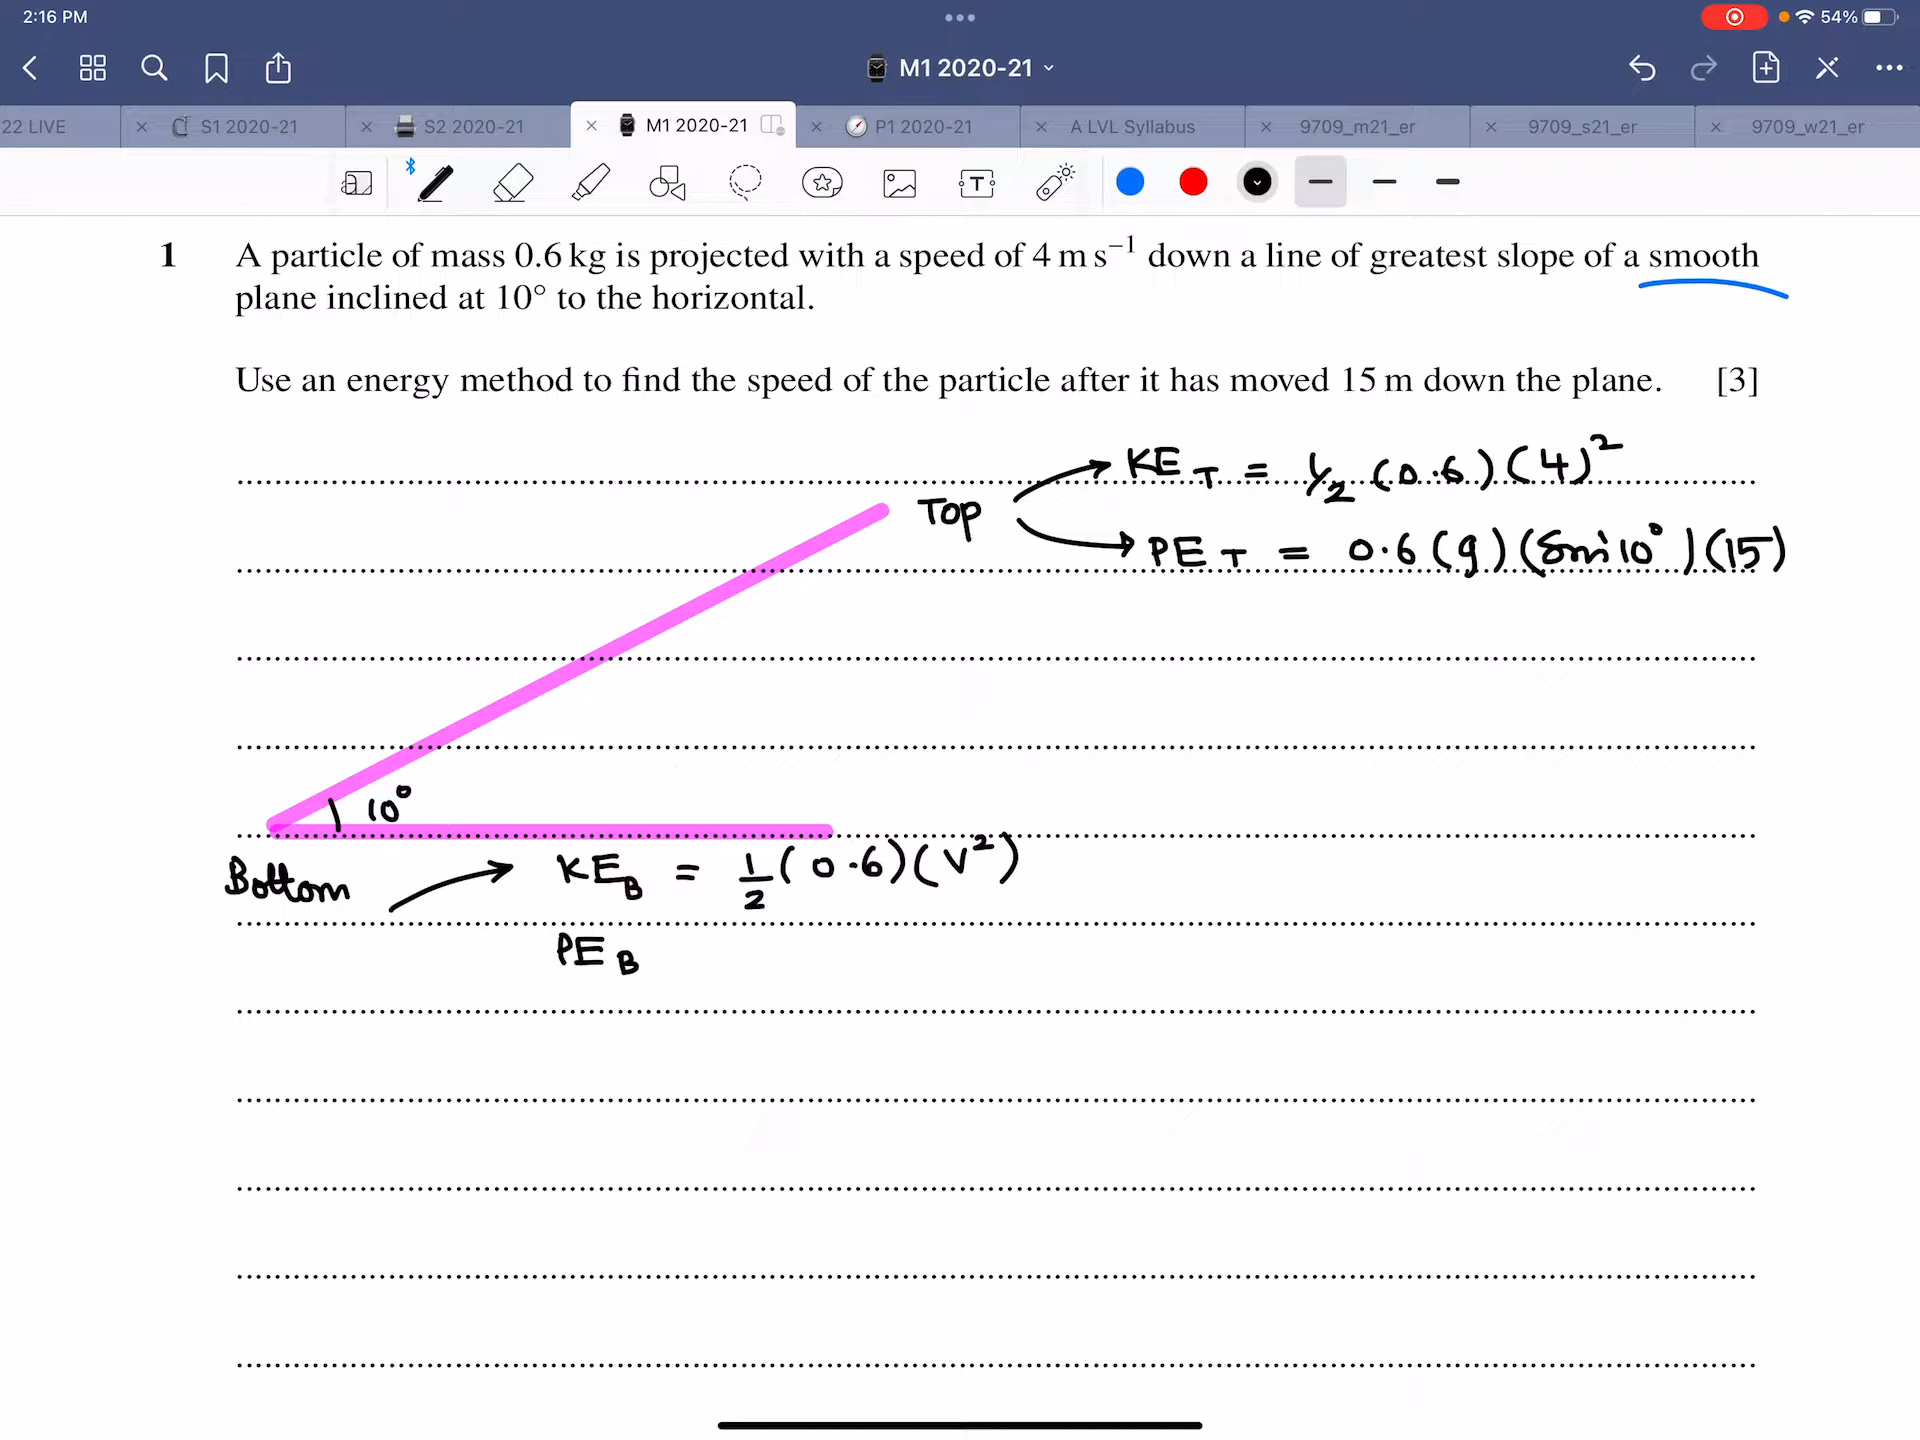 2:16 PM
54%
M1 2020-21
22 LIVE
S1 2020-21
S2 2020-21
M1 2020-21
P1 2020-21
A LVL Syllabus
9709_m21_er
9709_s21_er
9709_w21_er
1 A particle of mass 0.6 kg is projected with a speed of 4 m s⁻¹ down a line of greatest slope of a smooth
plane inclined at 10° to the horizontal.
Use an energy method to find the speed of the particle after it has moved 15 m down the plane. [3]
KE_T = 1/2 (0.6)(4)²
Top
PE_T = 0.6(g)(Sin10°)(15)
10°
Bottom
KE_B = 1/2(0.6)(V²)
PE_B